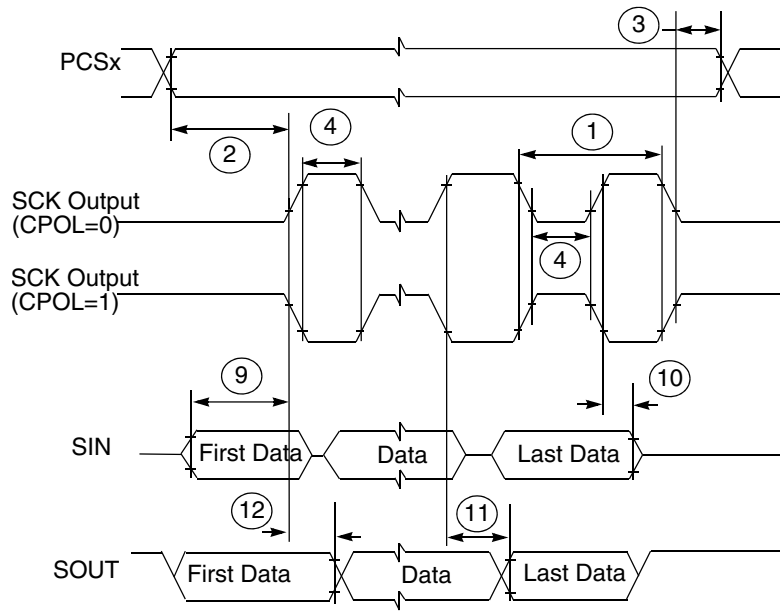 3
PCSx
2
4
1
SCK Output
(CPOL=0)
4
SCK Output
(CPOL=1)
9
10
SIN
First Data
Data
Last Data
12
11
SOUT
First Data
Data
Last Data